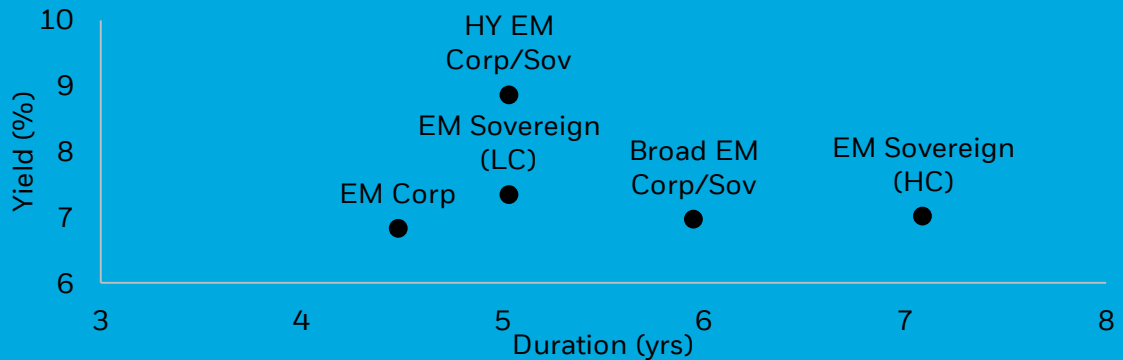 10
9
8
7
6
Yield (%)
HY EM
Corp/Sov
EM Sovereign
(LC)
EM Corp
Broad EM
Corp/Sov
EM Sovereign
(HC)
3
4
5
6
7
8
Duration (yrs)